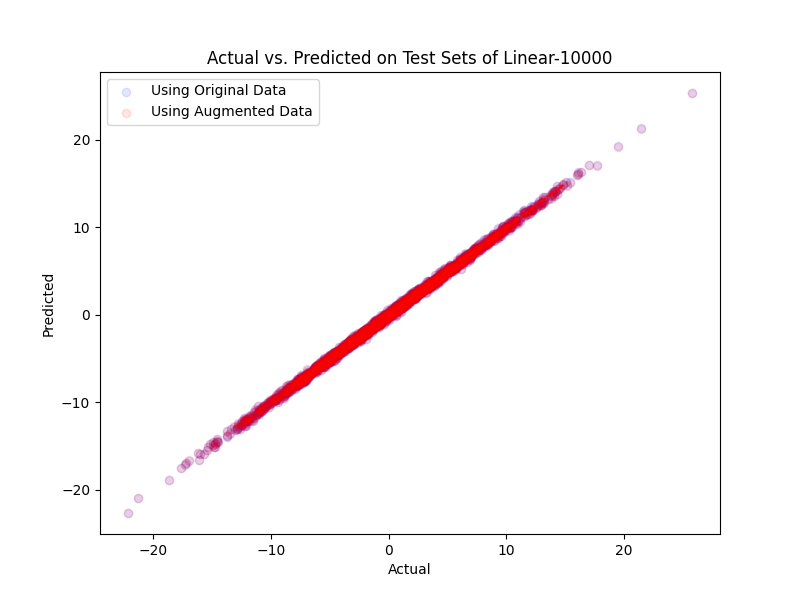 Actual vs. Predicted on Test Sets of Linear-10000
Using Original Data
Using Augmented Data
20
10
0
−10
−20
Predicted
−20 −10 0 10 20
Actual